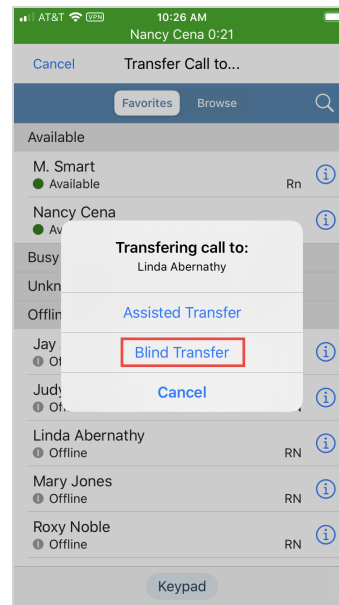 AT&T VPN 10:26 AM
Nancy Cena 0:21
Cancel Transfer Call to...
Favorites Browse
Available
M. Smart
Available Rn
Nancy Cena
Busy
Transfering call to:
Linda Abernathy
Assisted Transfer
Blind Transfer
Cancel
Jay
Linda Abernathy
Offline RN
Mary Jones
Offline RN
Roxy Noble
Offline RN
Keypad